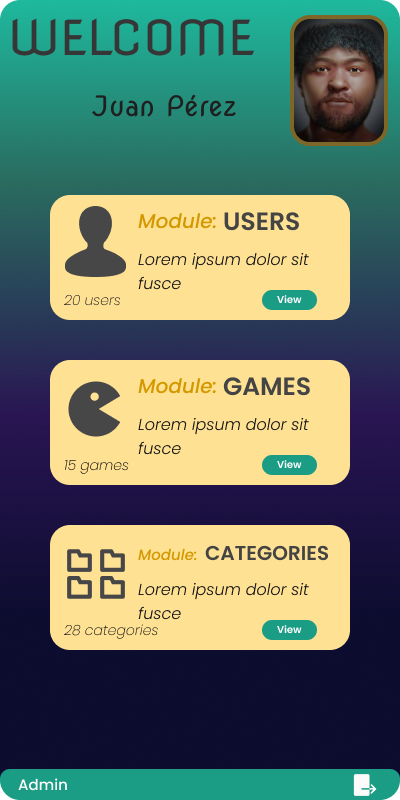 WELCOME
Juan Pérez
Module: USERS
Lorem ipsum dolor sit
fusce
20 users
View
Module: GAMES
Lorem ipsum dolor sit
fusce
15 games
View
Module: CATEGORIES
Lorem ipsum dolor sit
fusce
28 categories
View
Admin